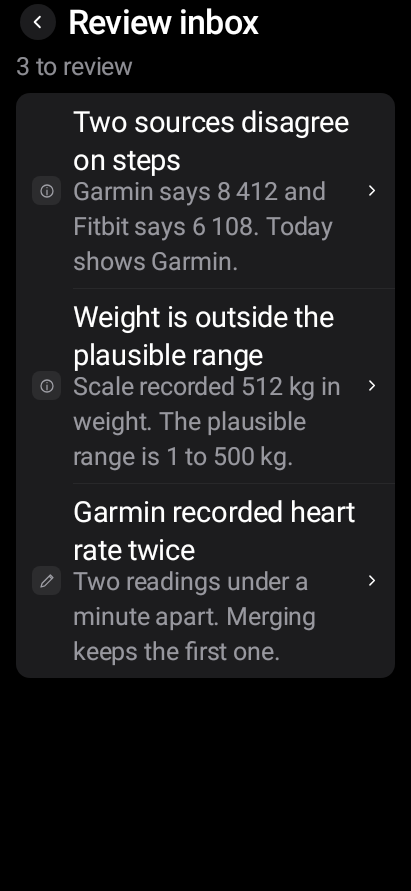 Review inbox
3 to review
Two sources disagree
on steps
Garmin says 8 412 and
Fitbit says 6 108. Today
shows Garmin.
Weight is outside the
plausible range
Scale recorded 512 kg in
weight. The plausible
range is 1 to 500 kg.
Garmin recorded heart
rate twice
Two readings under a
minute apart. Merging
keeps the first one.